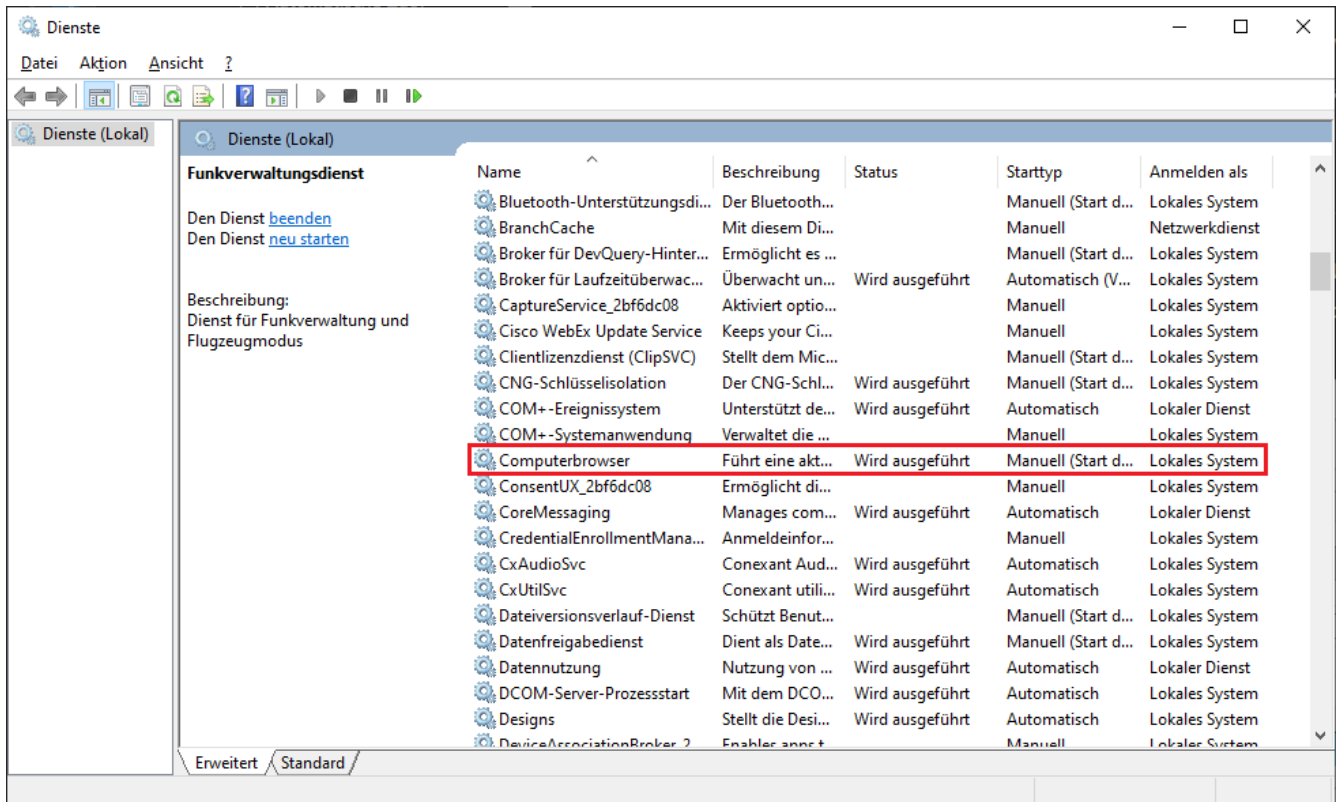 Dienste
Datei Aktion Ansicht ?
Dienste (Lokal)
Dienste (Lokal)
Funkverwaltungsdienst
Den Dienst beenden
Den Dienst neu starten
Beschreibung:
Dienst für Funkverwaltung und
Flugzeugmodus
Name Beschreibung Status Starttyp Anmelden als
Bluetooth-Unterstützungsdi... Der Bluetooth... Manuell (Start d... Lokales System
BranchCache Mit diesem Di... Manuell Netzwerkdienst
Broker für DevQuery-Hinter... Ermöglicht es ... Manuell (Start d... Lokales System
Broker für Laufzeitüberwac... Überwacht un... Wird ausgeführt Automatisch (V... Lokales System
CaptureService_2bf6dc08 Aktiviert optio... Manuell Lokales System
Cisco WebEx Update Service Keeps your Ci... Manuell Lokales System
Clientlizenzdienst (ClipSVC) Stellt dem Mic... Manuell (Start d... Lokales System
CNG-Schlüsselisolation Der CNG-Schl... Wird ausgeführt Manuell (Start d... Lokales System
COM+-Ereignissystem Unterstützt de... Wird ausgeführt Automatisch Lokaler Dienst
COM+-Systemanwendung Verwaltet die ... Manuell Lokales System
Computerbrowser Führt eine akt... Wird ausgeführt Manuell (Start d... Lokales System
ConsentUX_2bf6dc08 Ermöglicht di... Manuell Lokales System
CoreMessaging Manages com... Wird ausgeführt Automatisch Lokaler Dienst
CredentialEnrollmentMana... Anmeldeinfor... Manuell Lokales System
CxAudioSvc Conexant Aud... Wird ausgeführt Automatisch Lokales System
CxUtilSvc Conexant utili... Wird ausgeführt Automatisch Lokales System
Dateiversionsverlauf-Dienst Schützt Benut... Manuell (Start d... Lokales System
Datenfreigabedienst Dient als Date... Wird ausgeführt Manuell (Start d... Lokales System
Datennutzung Nutzung von ... Wird ausgeführt Automatisch Lokaler Dienst
DCOM-Server-Prozessstart Mit dem DCO... Wird ausgeführt Automatisch Lokales System
Designs Stellt die Desi... Wird ausgeführt Automatisch Lokales System
DeviceAssociationBroker_2... Enables apps t... Manuell Lokales System
Erweitert Standard